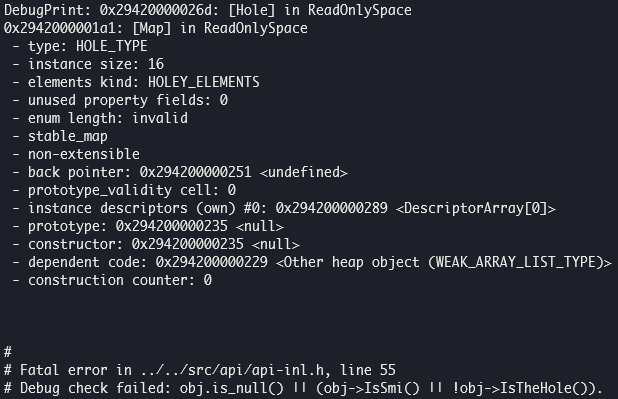 DebugPrint: 0x29420000026d: [Hole] in ReadOnlySpace
0x2942000001a1: [Map] in ReadOnlySpace
- type: HOLE_TYPE
- instance size: 16
- elements kind: HOLEY_ELEMENTS
- unused property fields: 0
- enum length: invalid
- stable_map
- non-extensible
- back pointer: 0x294200000251 <undefined>
- prototype_validity cell: 0
- instance descriptors (own) #0: 0x294200000289 <DescriptorArray[0]>
- prototype: 0x294200000235 <null>
- constructor: 0x294200000235 <null>
- dependent code: 0x294200000229 <Other heap object (WEAK_ARRAY_LIST_TYPE)>
- construction counter: 0
#
# Fatal error in ../../src/api/api-inl.h, line 55
# Debug check failed: obj.is_null() || (obj->IsSmi() || !obj->IsTheHole()).